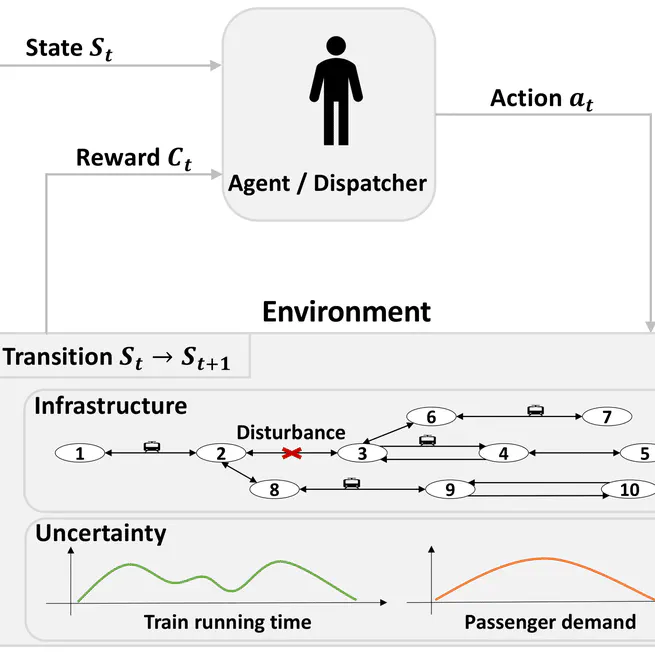 State S_t
Reward C_t
Action a_t
Agent / Dispatcher
Environment
Transition S_t → S_{t+1}
Infrastructure
Disturbance
6 7
1 2 3 4 5
8 9 10
Uncertainty
Train running time Passenger demand